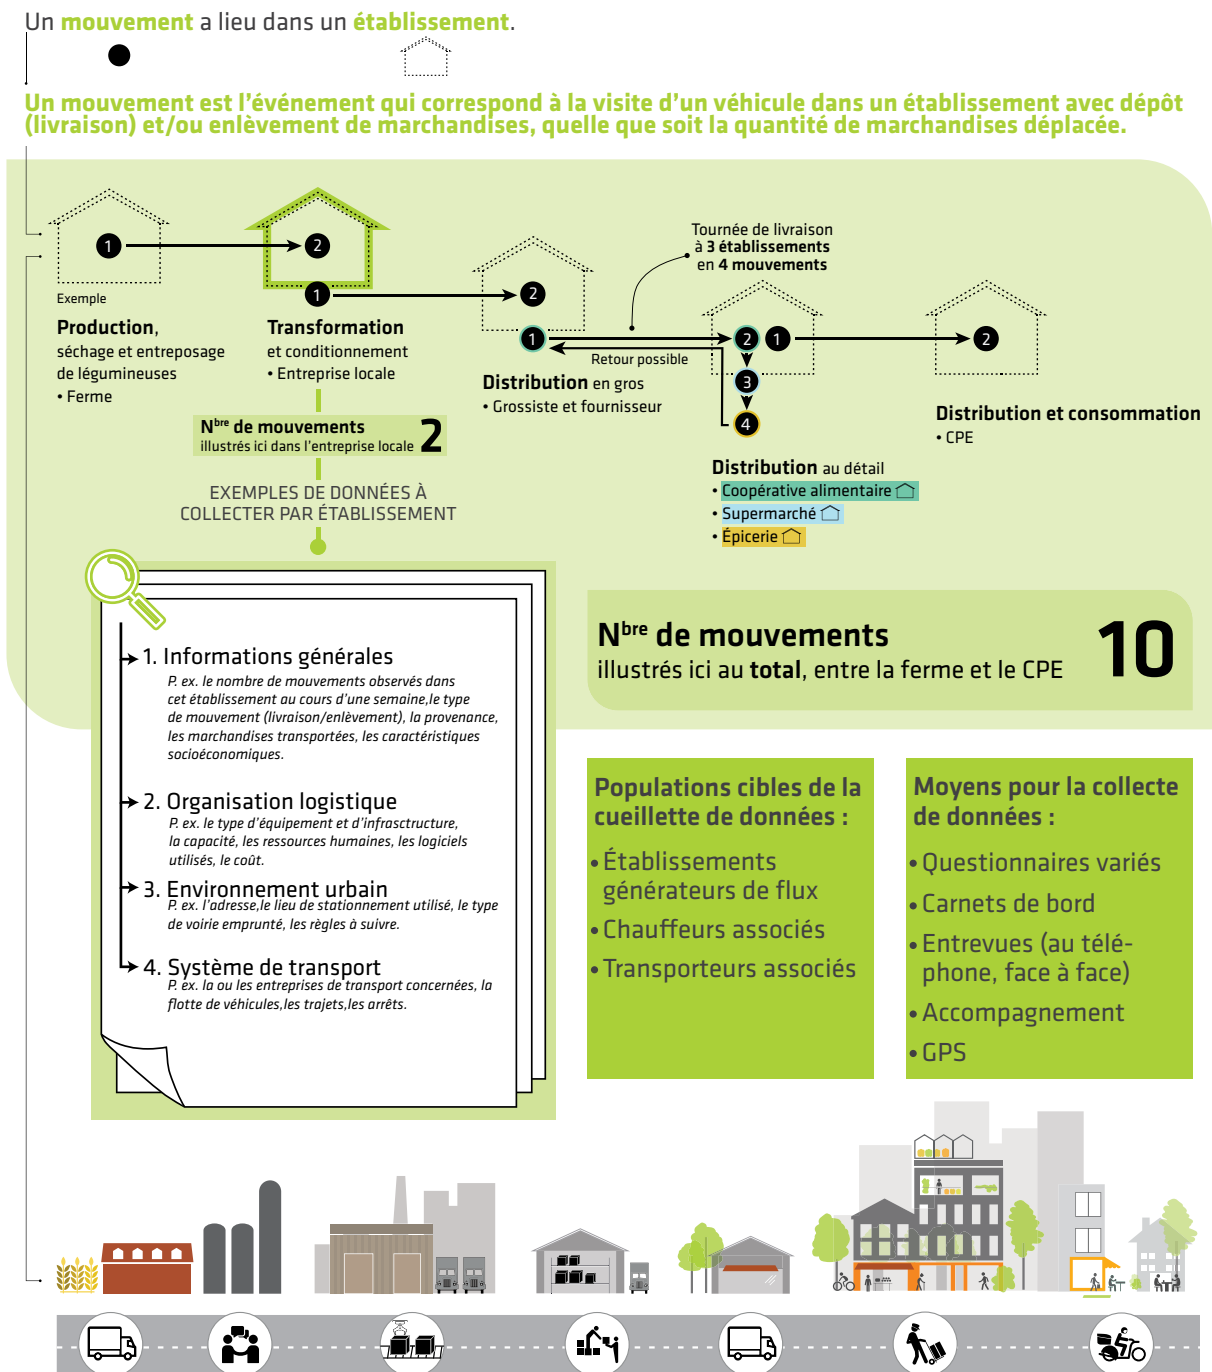 Un mouvement a lieu dans un établissement.
Un mouvement est l'événement qui correspond à la visite d'un véhicule dans un établissement avec dépôt
(livraison) et/ou enlèvement de marchandises, quelle que soit la quantité de marchandises déplacée.
1
2
Exemple
Production,
séchage et entreposage
de légumineuses
• Ferme
1
Transformation
et conditionnement
• Entreprise locale
Nbre de mouvements
illustrés ici dans l'entreprise locale
2
EXEMPLES DE DONNÉES À
COLLECTER PAR ÉTABLISSEMENT
2
1
Distribution en gros
• Grossiste et fournisseur
Tournée de livraison
à 3 établissements
en 4 mouvements
Retour possible
2
1
3
4
Distribution au détail
• Coopérative alimentaire
• Supermarché
• Épicerie
2
Distribution et consommation
• CPE
Nbre de mouvements
illustrés ici au total, entre la ferme et le CPE
10
1. Informations générales
P. ex. le nombre de mouvements observés dans
cet établissement au cours d'une semaine,le type
de mouvement (livraison/enlèvement), la provenance,
les marchandises transportées, les caractéristiques
socioéconomiques.
2. Organisation logistique
P. ex. le type d'équipement et d'infrasctructure,
la capacité, les ressources humaines, les logiciels
utilisés, le coût.
3. Environnement urbain
P. ex. l'adresse,le lieu de stationnement utilisé, le type
de voirie emprunté, les règles à suivre.
4. Système de transport
P. ex. la ou les entreprises de transport concernées, la
flotte de véhicules,les trajets,les arrêts.
Populations cibles de la
cueillette de données :
• Établissements
générateurs de flux
• Chauffeurs associés
• Transporteurs associés
Moyens pour la collecte
de données :
• Questionnaires variés
• Carnets de bord
• Entrevues (au télé-
phone, face à face)
• Accompagnement
• GPS